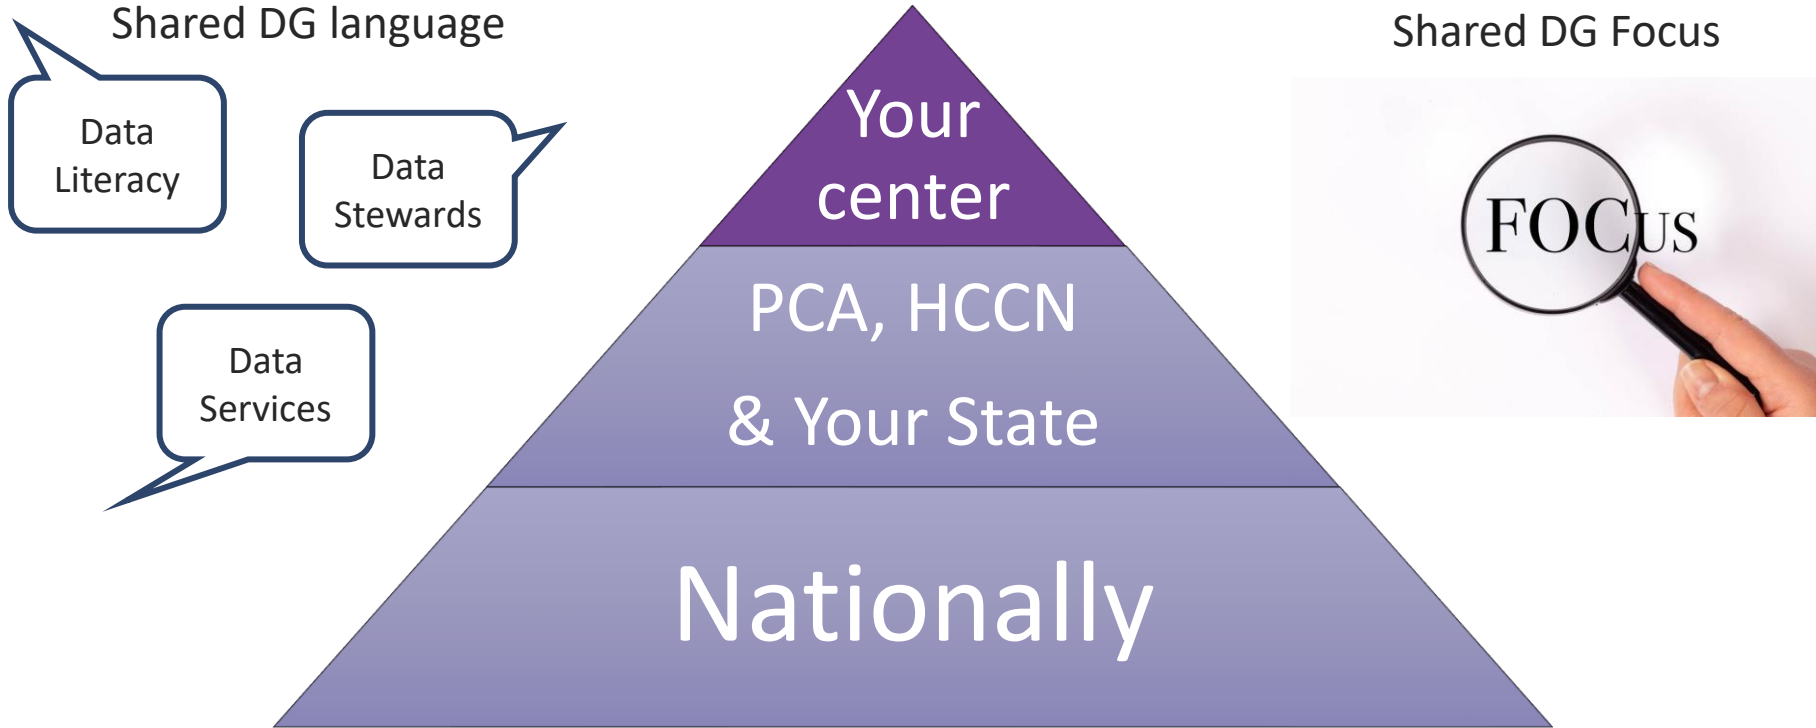 Shared DG language
Data
Literacy
Data
Stewards
Data
Services
Your
center
PCA, HCCN
& Your State
Nationally
Shared DG Focus
FOCUS